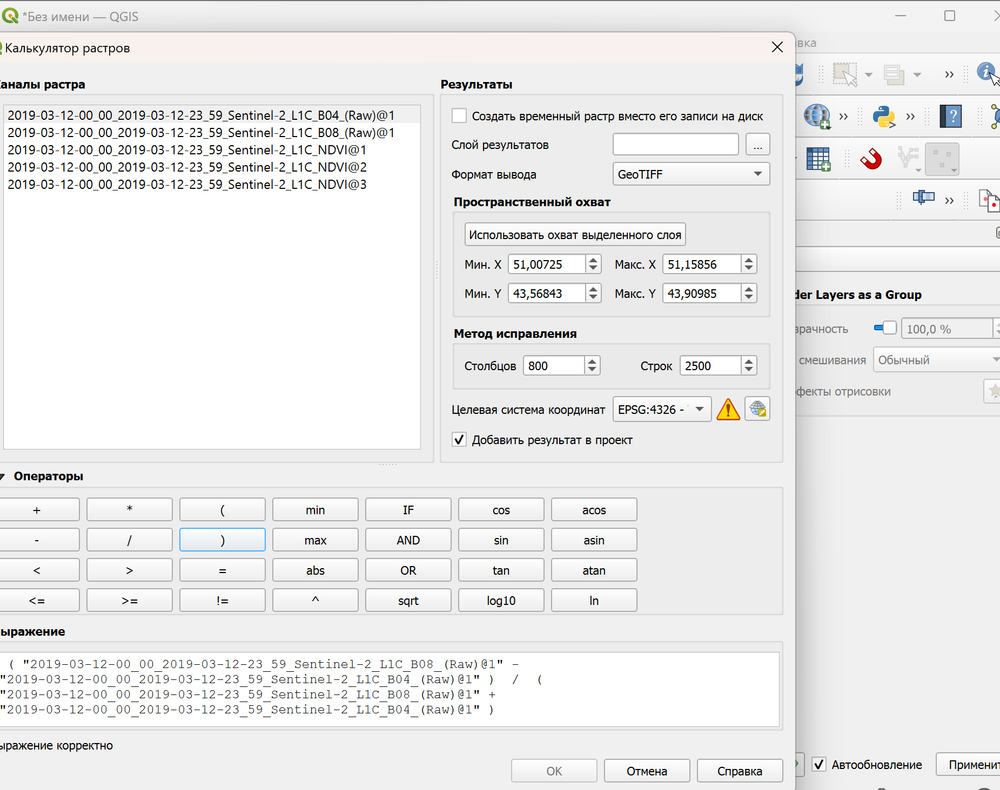 *Без имени — QGIS
Калькулятор растров
вка
аналы растра
2019-03-12-00_00_2019-03-12-23_59_Sentinel-2_L1C_B04_(Raw)@1
2019-03-12-00_00_2019-03-12-23_59_Sentinel-2_L1C_B08_(Raw)@1
2019-03-12-00_00_2019-03-12-23_59_Sentinel-2_L1C_NDVI@1
2019-03-12-00_00_2019-03-12-23_59_Sentinel-2_L1C_NDVI@2
2019-03-12-00_00_2019-03-12-23_59_Sentinel-2_L1C_NDVI@3
Результаты
Создать временный растр вместо его записи на диск
Слой результатов
...
Формат вывода GeoTIFF
Пространственный охват
Использовать охват выделенного слоя
Мин. X 51,00725 Макс. X 51,15856
Мин. Y 43,56843 Макс. Y 43,90985
Метод исправления
Столбцов 800 Строк 2500
Целевая система координат EPSG:4326 -
Добавить результат в проект
der Layers as a Group
зрачность 100,0 %
смешивания Обычный
фекты отрисовки
Операторы
+ * ( min IF cos acos
- / ) max AND sin asin
< > = abs OR tan atan
<= >= != ^ sqrt log10 ln
ыражение
( "2019-03-12-00_00_2019-03-12-23_59_Sentinel-2_L1C_B08_(Raw)@1" -
"2019-03-12-00_00_2019-03-12-23_59_Sentinel-2_L1C_B04_(Raw)@1" ) / (
"2019-03-12-00_00_2019-03-12-23_59_Sentinel-2_L1C_B08_(Raw)@1" +
"2019-03-12-00_00_2019-03-12-23_59_Sentinel-2_L1C_B04_(Raw)@1" )
ыражение корректно
OK Отмена Справка
Автообновление Применит